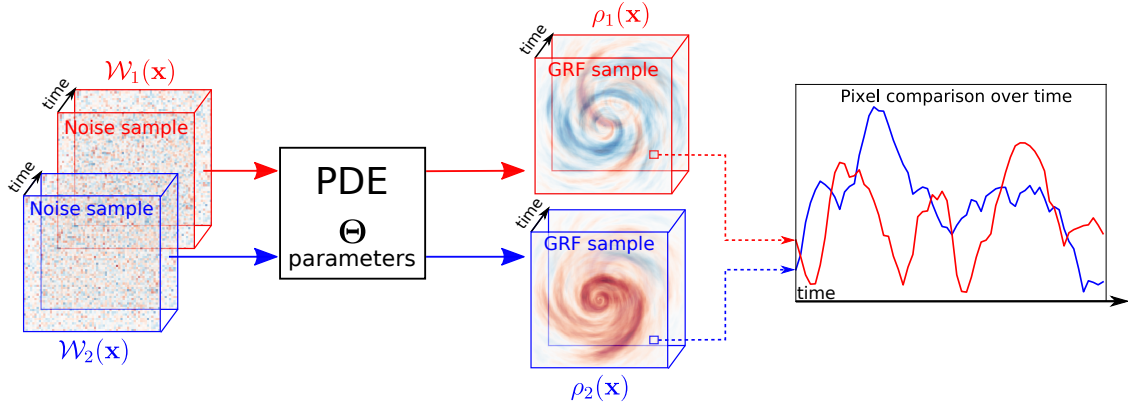 time
𝒲₁(𝐱)
Noise sample
time
Noise sample
𝒲₂(𝐱)
PDE
Θ
parameters
ρ₁(𝐱)
time
GRF sample
time
GRF sample
ρ₂(𝐱)
Pixel comparison over time
time